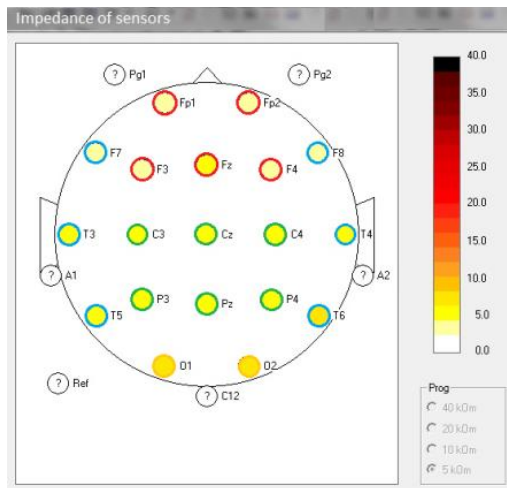 Impedance of sensors
? Pg1
? Pg2
40.0
35.0
30.0
25.0
20.0
15.0
10.0
5.0
0.0
Fp1
Fp2
F7
F3
Fz
F4
F8
T3
C3
Cz
C4
T4
? A1
? A2
T5
P3
Pz
P4
T6
O1
O2
? Ref
? C12
Prog
40 kOm
20 kOm
10 kOm
5 kOm